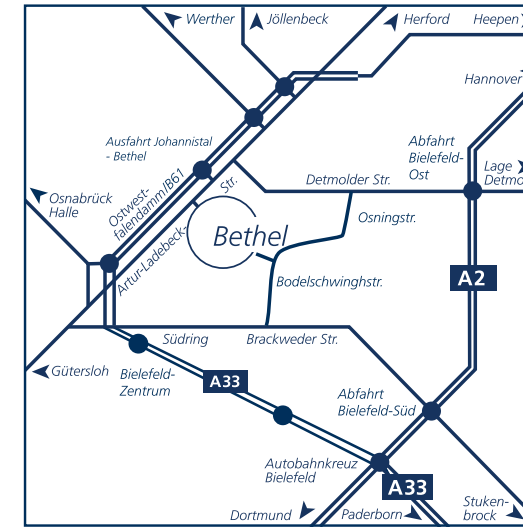 Werther
Jöllenbeck
Herford
Heepen
Hannover
Ausfahrt Johannistal
- Bethel
Abfahrt
Bielefeld-
Ost
Lage
Detmo
Osnabrück
Halle
Ostwest-
falendamm/B61
Str.
Artur-Ladebeck-
Detmolder Str.
Osningstr.
Bethel
Bodelschwinghstr.
A2
Südring
Brackweder Str.
Gütersloh
Bielefeld-
Zentrum
A33
Abfahrt
Bielefeld-Süd
Autobahnkreuz
Bielefeld
A33
Dortmund
Paderborn
Stuken-
brock